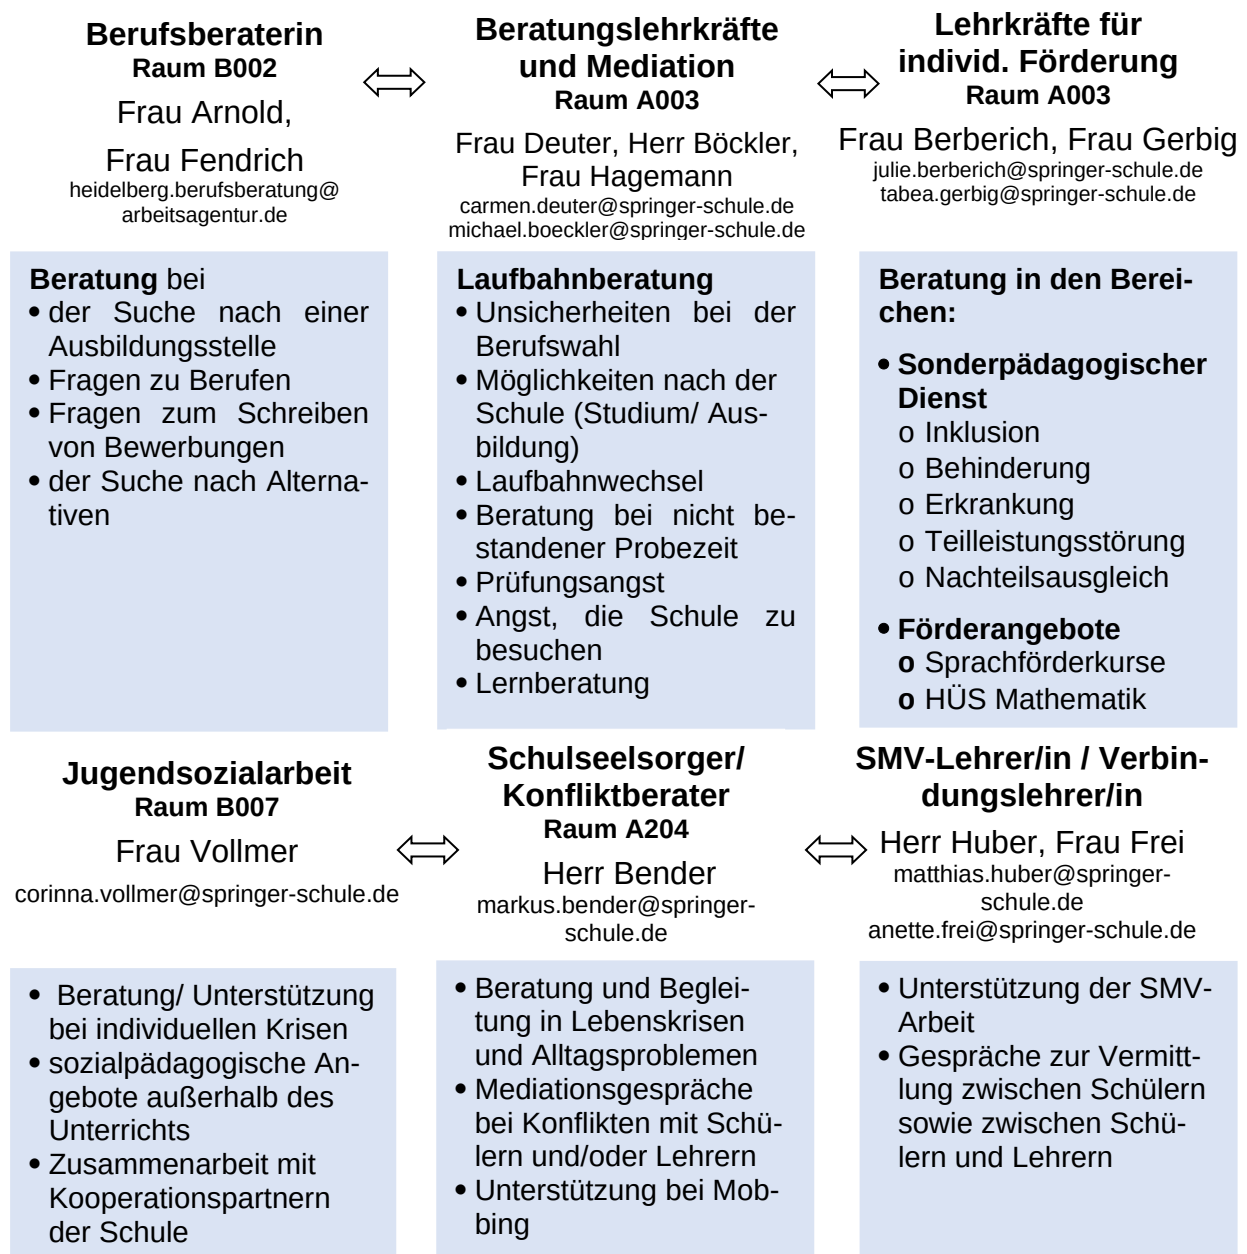 Berufsberaterin
Raum B002
Frau Arnold,
Frau Fendrich
heidelberg.berufsberatung@
arbeitsagentur.de
Beratungslehrkräfte
und Mediation
Raum A003
Frau Deuter, Herr Böckler,
Frau Hagemann
carmen.deuter@springer-schule.de
michael.boeckler@springer-schule.de
Lehrkräfte für
individ. Förderung
Raum A003
Frau Berberich, Frau Gerbig
julie.berberich@springer-schule.de
tabea.gerbig@springer-schule.de
Beratung bei
• der Suche nach einer
Ausbildungsstelle
• Fragen zu Berufen
• Fragen zum Schreiben
von Bewerbungen
• der Suche nach Alterna-
tiven
Laufbahnberatung
• Unsicherheiten bei der
Berufswahl
• Möglichkeiten nach der
Schule (Studium/ Aus-
bildung)
• Laufbahnwechsel
• Beratung bei nicht be-
standener Probezeit
• Prüfungsangst
• Angst, die Schule zu
besuchen
• Lernberatung
Beratung in den Berei-
chen:
• Sonderpädagogischer
Dienst
o Inklusion
o Behinderung
o Erkrankung
o Teilleistungsstörung
o Nachteilsausgleich
• Förderangebote
o Sprachförderkurse
o HÜS Mathematik
Jugendsozialarbeit
Raum B007
Frau Vollmer
corinna.vollmer@springer-schule.de
Schulseelsorger/
Konfliktberater
Raum A204
Herr Bender
markus.bender@springer-
schule.de
SMV-Lehrer/in / Verbin-
dungslehrer/in
Herr Huber, Frau Frei
matthias.huber@springer-
schule.de
anette.frei@springer-schule.de
• Beratung/ Unterstützung
bei individuellen Krisen
• sozialpädagogische An-
gebote außerhalb des
Unterrichts
• Zusammenarbeit mit
Kooperationspartnern
der Schule
• Beratung und Beglei-
tung in Lebenskrisen
und Alltagsproblemen
• Mediationsgespräche
bei Konflikten mit Schü-
lern und/oder Lehrern
• Unterstützung bei Mob-
bing
• Unterstützung der SMV-
Arbeit
• Gespräche zur Vermitt-
lung zwischen Schülern
sowie zwischen Schü-
lern und Lehrern